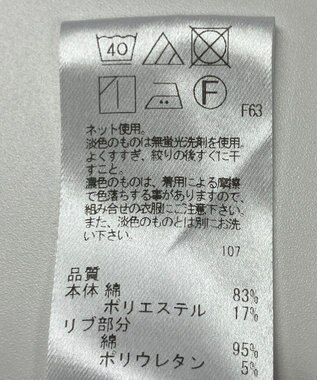 40
F F63
ネット使用。
淡色のものは無蛍光洗剤を使用。
よくすすぎ、絞りの後すぐに干
すこと。
濃色のものは、着用による摩擦
で色落ちする事がありますので、
組み合せの衣服にご注意下さい。
また、淡色のものとは別にお洗
い下さい。
107
品質
本体 綿 83%
ポリエステル 17%
リブ部分
綿 95%
ポリウレタン 5%